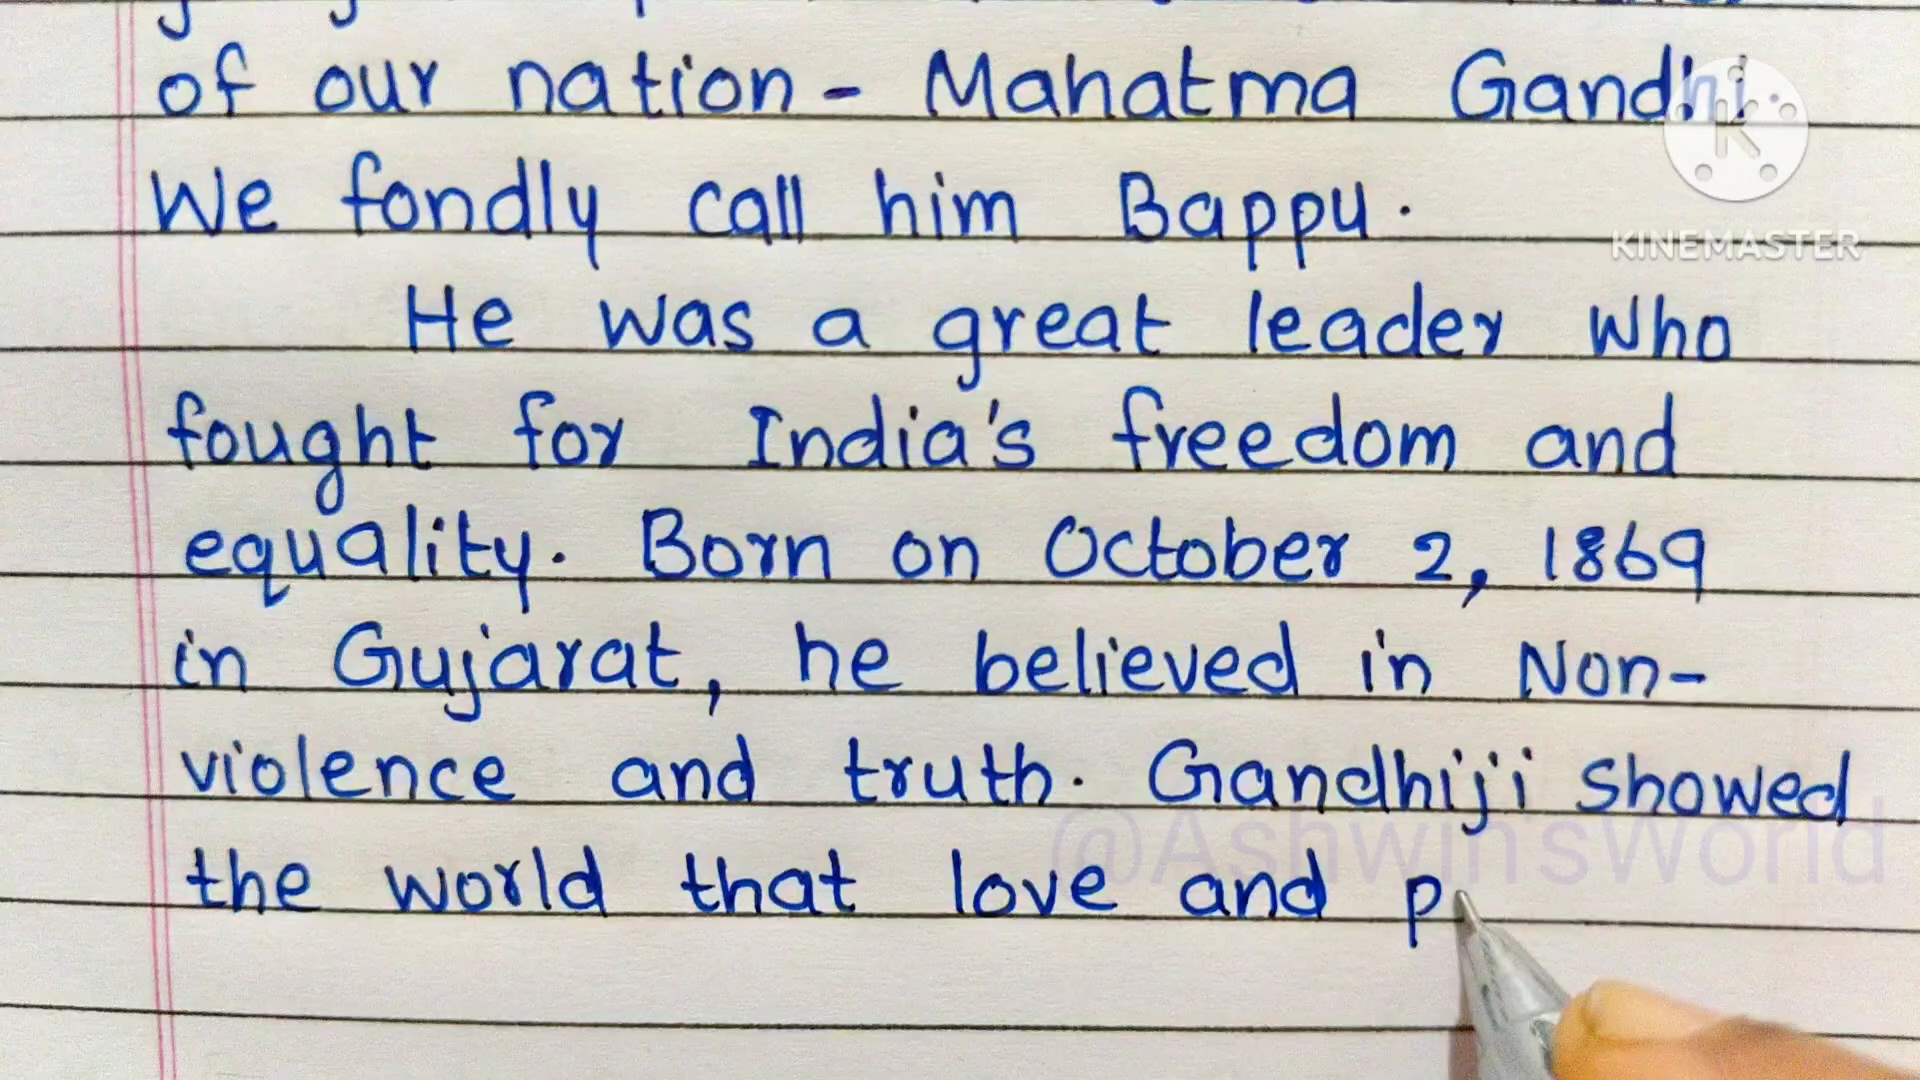 of our nation - Mahatma Gandhi.
We fondly call him Bappu.
He was a great leader who
fought for India's freedom and
equality. Born on October 2, 1869
in Gujarat, he believed in Non-
violence and truth. Gandhiji showed
the world that love and p
KINEMASTER
@Ashwin'sWorld